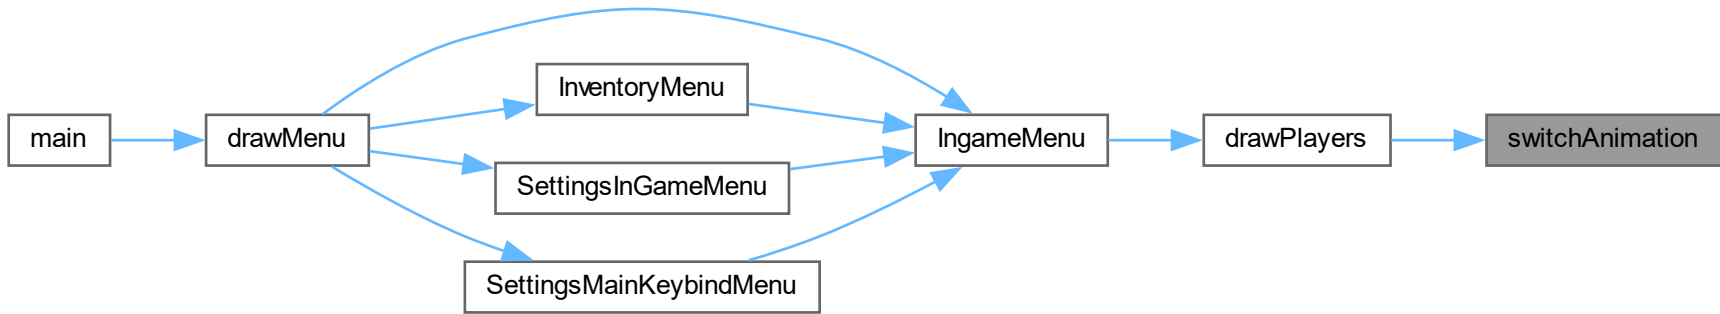 main
drawMenu
InventoryMenu
SettingsInGameMenu
SettingsMainKeybindMenu
IngameMenu
drawPlayers
switchAnimation